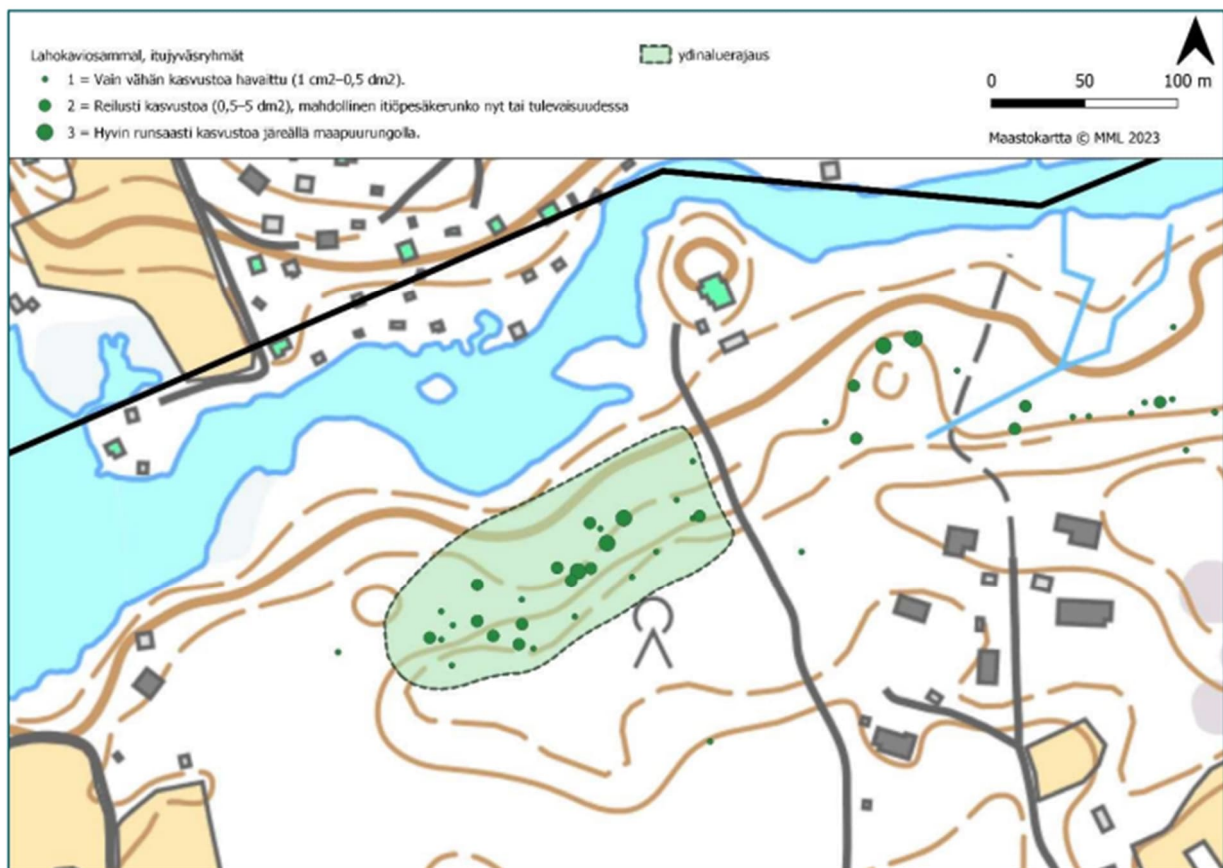 Lahokaviosammal, itujyväsryhmät
1 = Vain vähän kasvustoa havaittu (1 cm2–0,5 dm2).
2 = Reilusti kasvustoa (0,5–5 dm2), mahdollinen itiöpesäkerunko nyt tai tulevaisuudessa
3 = Hyvin runsaasti kasvustoa järeällä maapuurungolla.
ydinaluerajaus
0 50 100 m
Maastokartta © MML 2023